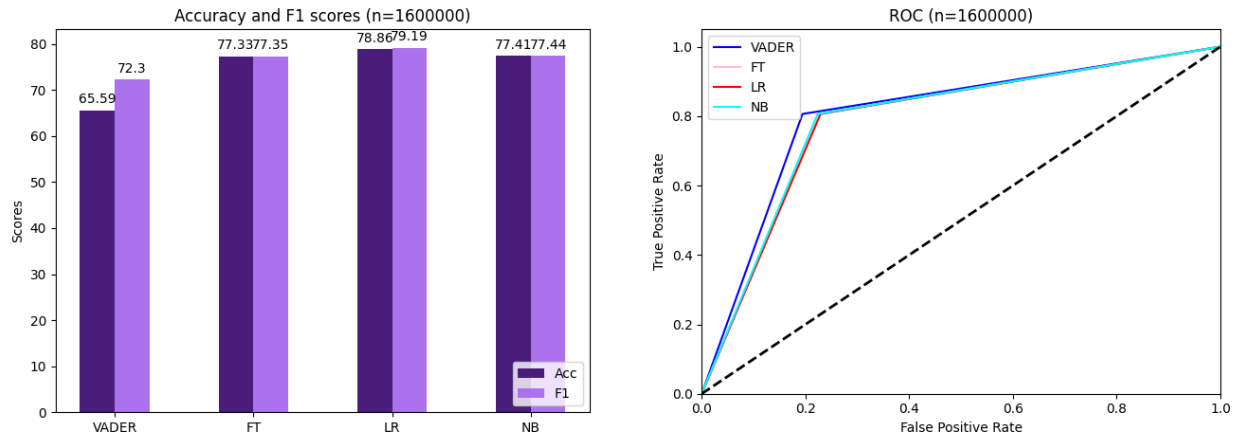 Accuracy and F1 scores (n=1600000)
80
70
60
50
40
30
20
10
0
Scores
65.59
72.3
77.33
77.35
78.86
79.19
77.41
77.44
Acc
F1
VADER
FT
LR
NB
ROC (n=1600000)
VADER
FT
LR
NB
1.0
0.8
0.6
0.4
0.2
0.0
True Positive Rate
0.0
0.2
0.4
0.6
0.8
1.0
False Positive Rate